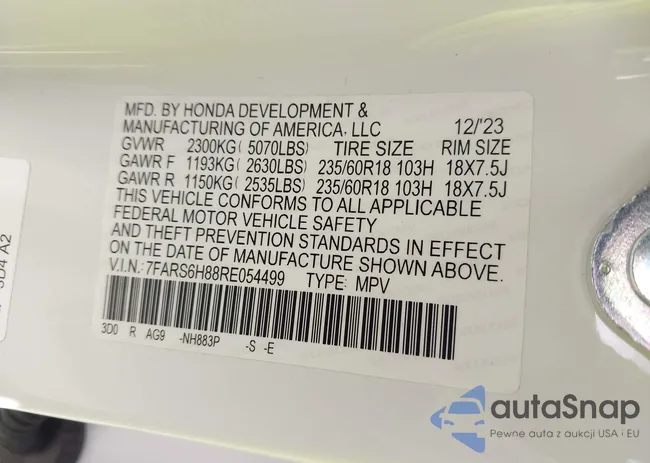 MFD. BY HONDA DEVELOPMENT &
MANUFACTURING OF AMERICA, LLC 12/'23
GVWR 2300KG( 5070LBS) TIRE SIZE RIM SIZE
GAWR F 1193KG( 2630LBS) 235/60R18 103H 18X7.5J
GAWR R 1150KG( 2535LBS) 235/60R18 103H 18X7.5J
THIS VEHICLE CONFORMS TO ALL APPLICABLE
FEDERAL MOTOR VEHICLE SAFETY
AND THEFT PREVENTION STANDARDS IN EFFECT
ON THE DATE OF MANUFACTURE SHOWN ABOVE.
V.I.N.: 7FARS6H88RE054499 TYPE: MPV
3D0 R AG9 -NH883P -S -E
3D4 A2
autaSnap
Pewne auta z aukcji USA i EU